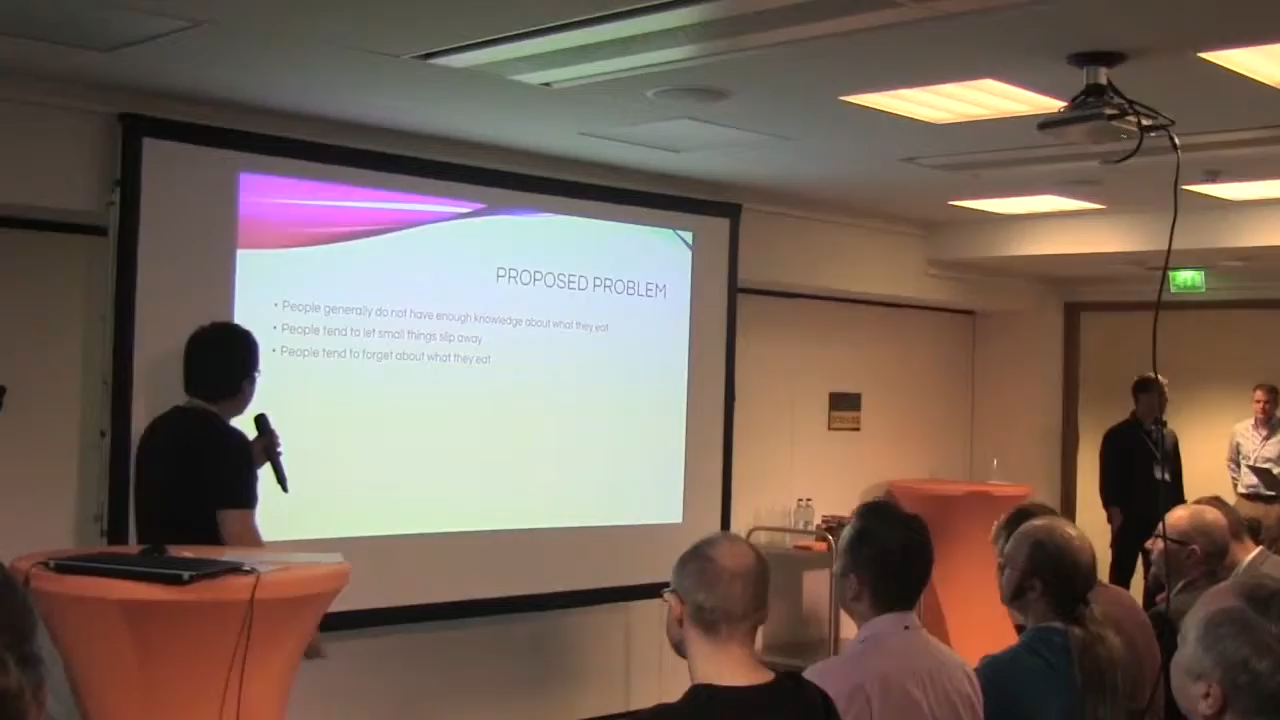 PROPOSED PROBLEM
• People generally do not have enough knowledge about what they eat
• People tend to let small things slip away
• People tend to forget about what they eat